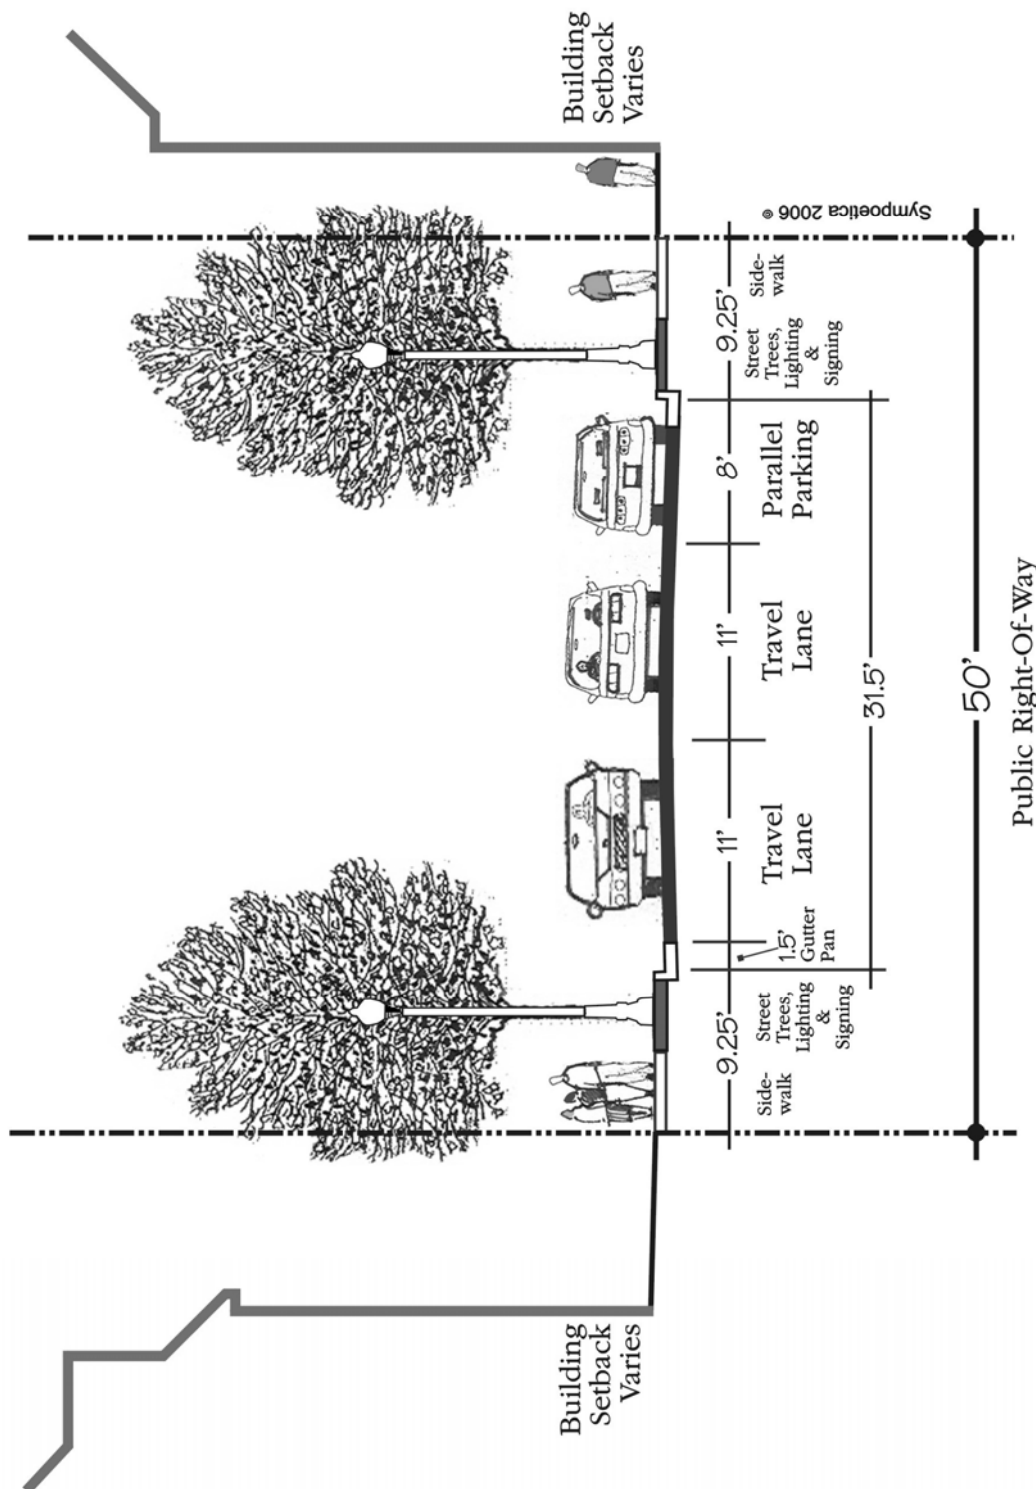 Building
Setback
Varies
Building
Setback
Varies
9.25'
1.5'
11'
11'
8'
9.25'
Side-
walk
Street
Trees,
Lighting
&
Signing
Gutter
Pan
Travel
Lane
Travel
Lane
Parallel
Parking
Street
Trees,
Lighting
&
Signing
Side-
walk
31.5'
50'
Public Right-Of-Way
Sympoetica 2006 ©